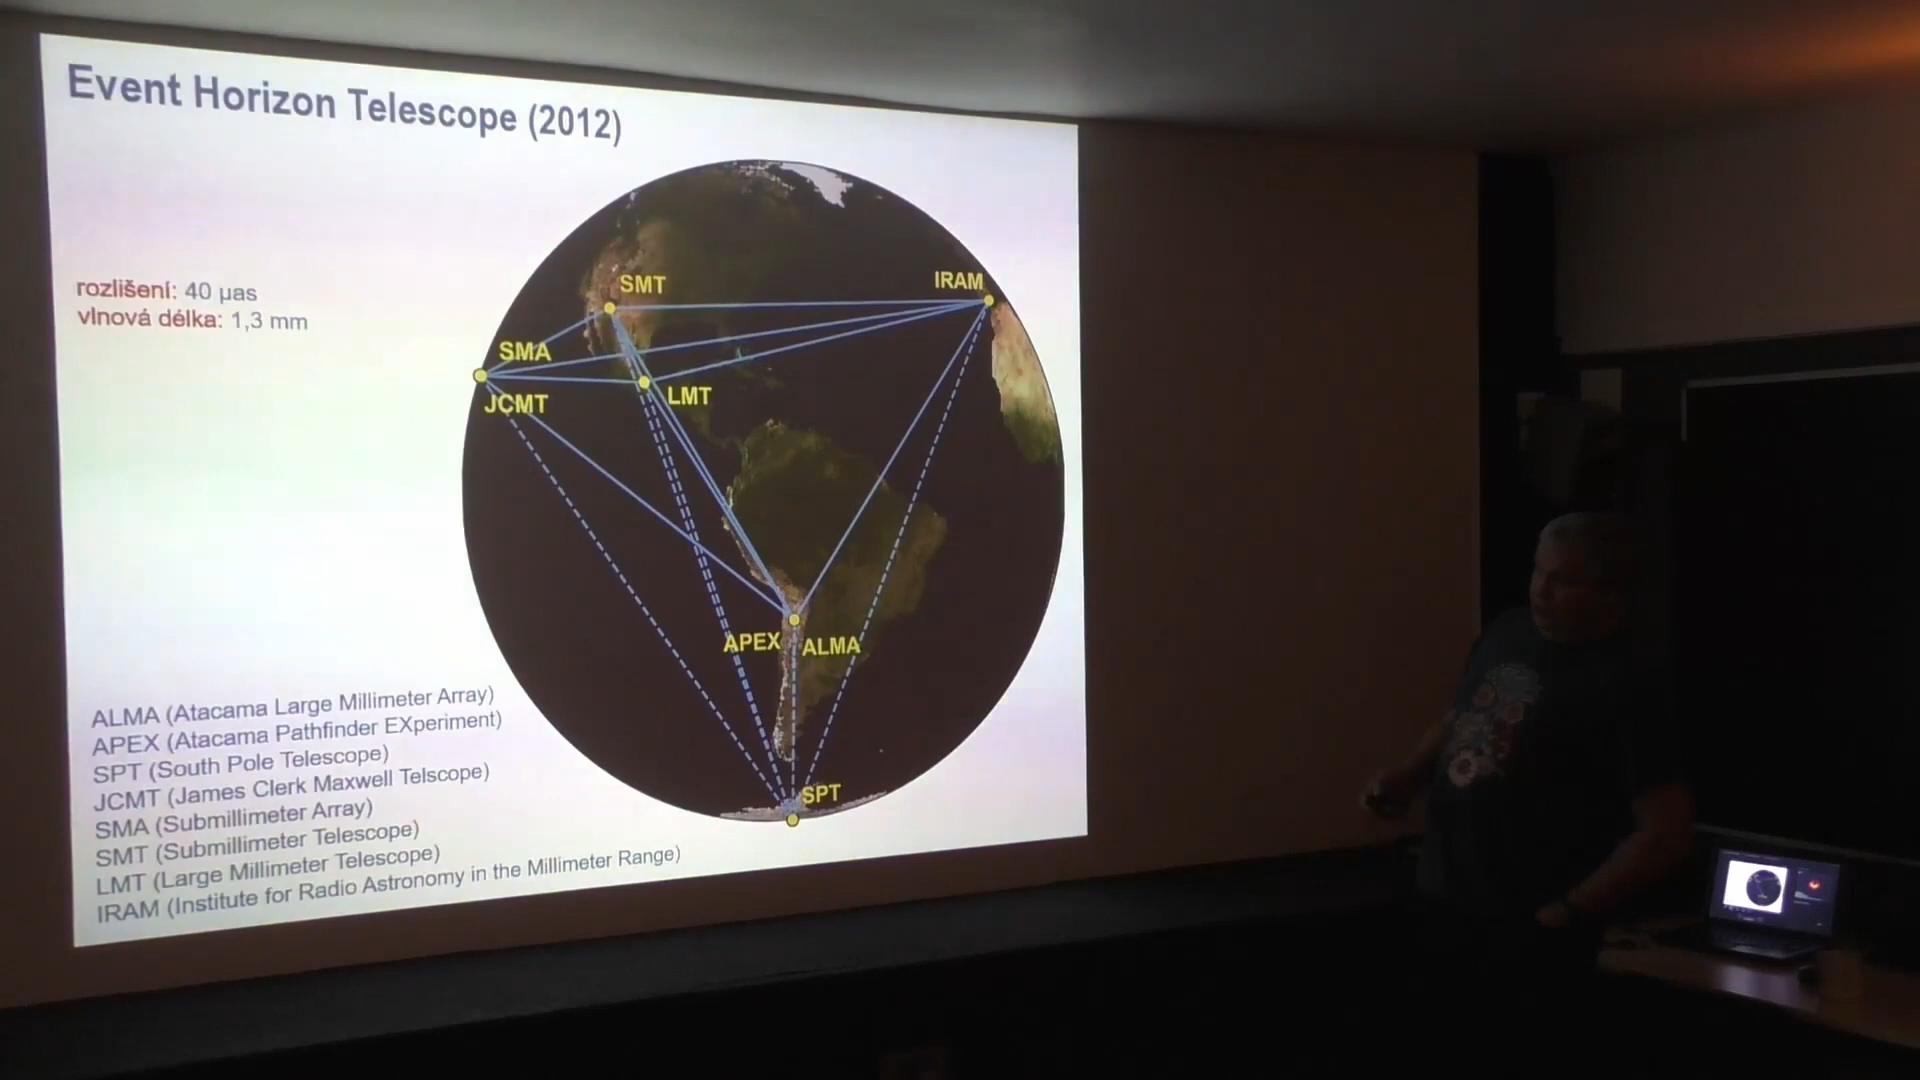 Event Horizon Telescope (2012)
rozlišení: 40 µas
vlnová délka: 1,3 mm
SMT
IRAM
SMA
JCMT
LMT
APEX
ALMA
SPT
ALMA (Atacama Large Millimeter Array)
APEX (Atacama Pathfinder EXperiment)
SPT (South Pole Telescope)
JCMT (James Clerk Maxwell Telscope)
SMA (Submillimeter Array)
SMT (Submillimeter Telescope)
LMT (Large Millimeter Telescope)
IRAM (Institute for Radio Astronomy in the Millimeter Range)